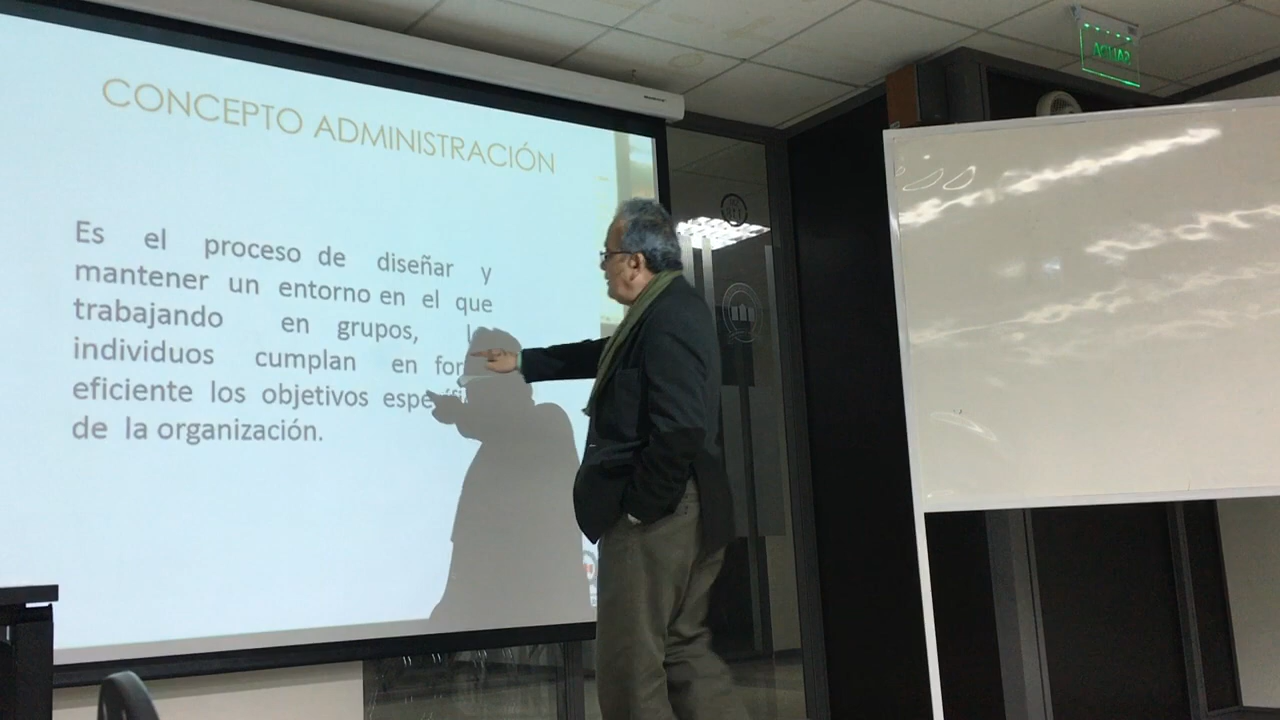 CONCEPTO ADMINISTRACIÓN
Es el proceso de diseñar y
mantener un entorno en el que
trabajando en grupos,
individuos cumplan en
eficiente los objetivos
de la organización.
SALIDA